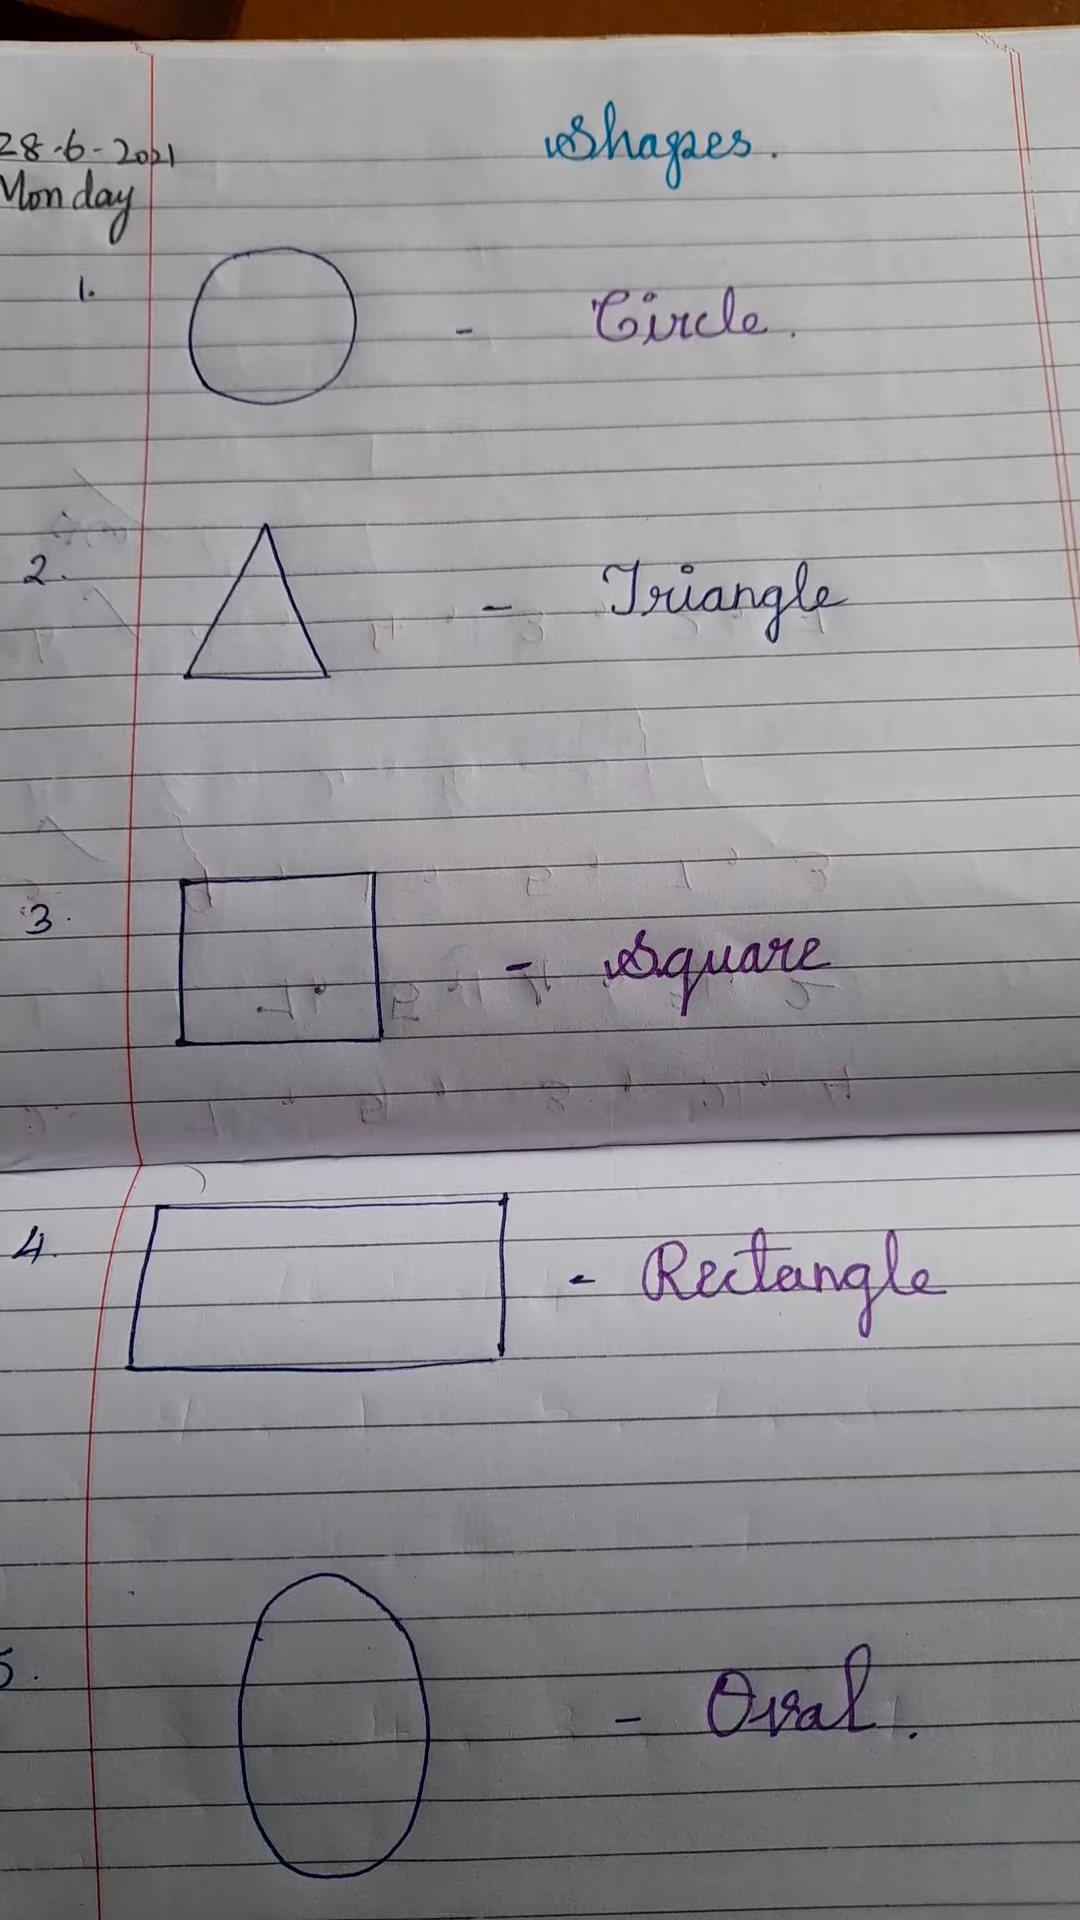 28-6-2021
Monday
Shapes.
1. - Circle.
2. - Triangle
3. - Square
4. - Rectangle
5. - Oval.